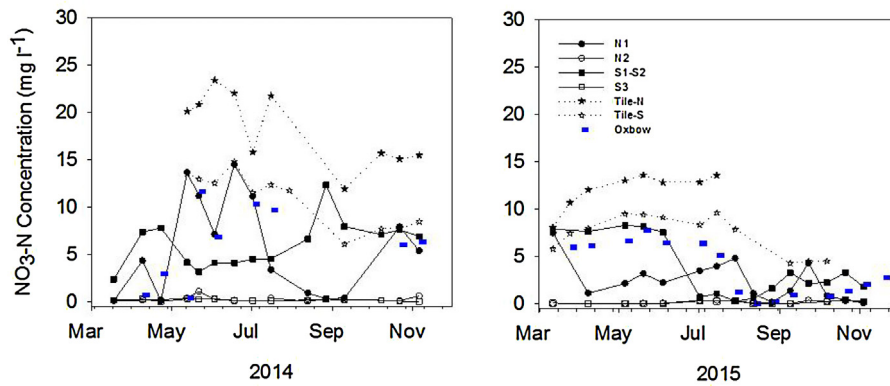 NO3-N Concentration (mg l-1)
30
25
20
15
10
5
0
Mar May Jul Sep Nov
2014
30
25
20
15
10
5
0
N1
N2
S1-S2
S3
Tile-N
Tile-S
Oxbow
Mar May Jul Sep Nov
2015